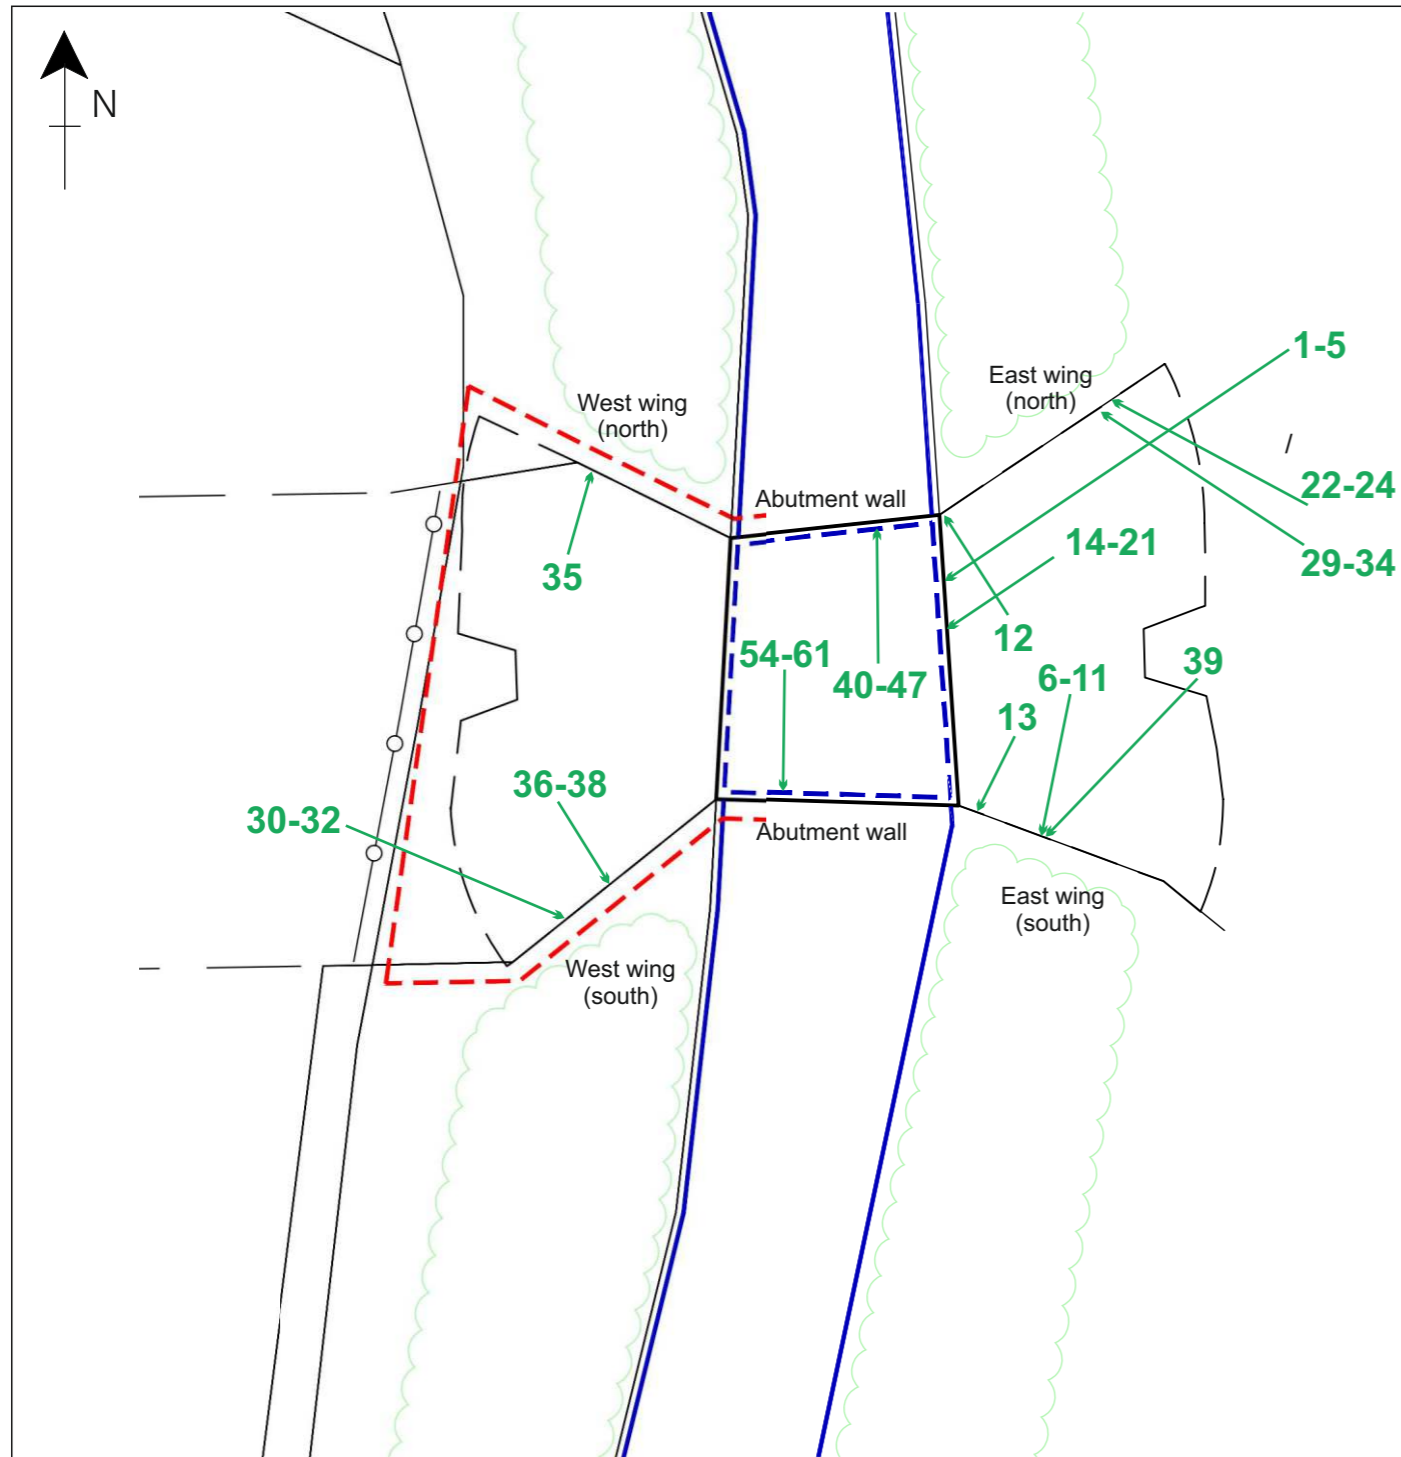 N
1-5
East wing
(north)
West wing
(north)
22-24
Abutment wall
14-21
29-34
35
12
54-61
40-47
6-11
39
13
36-38
30-32
Abutment wall
East wing
(south)
West wing
(south)